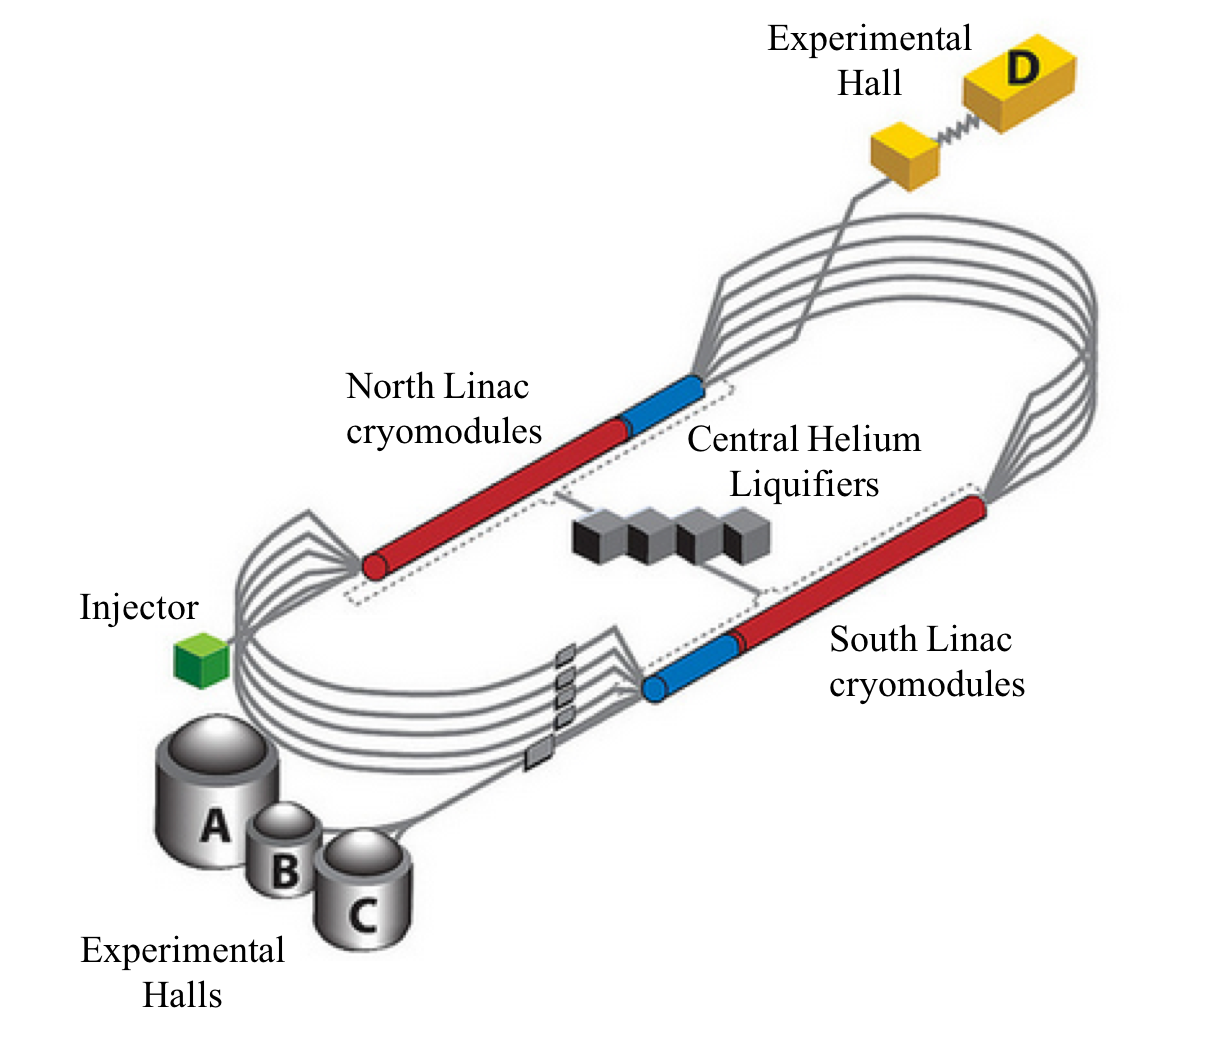 Experimental
Hall
D
North Linac
cryomodules
Central Helium
Liquifiers
Injector
South Linac
cryomodules
A
B
C
Experimental
Halls